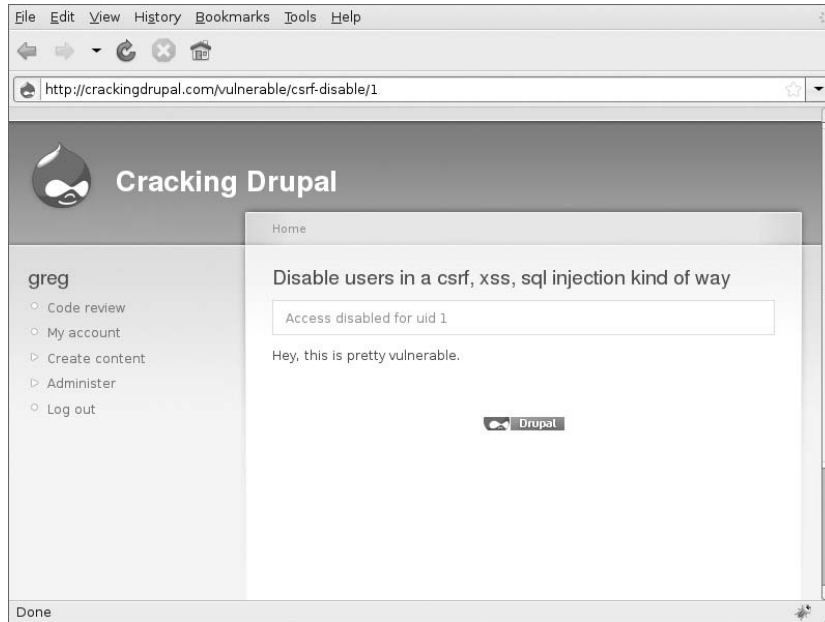 File Edit View History Bookmarks Tools Help
http://crackingdrupal.com/vulnerable/csrf-disable/1
Cracking Drupal
Home
greg
Code review
My account
Create content
Administer
Log out
Disable users in a csrf, xss, sql injection kind of way
Access disabled for uid 1
Hey, this is pretty vulnerable.
Drupal
Done